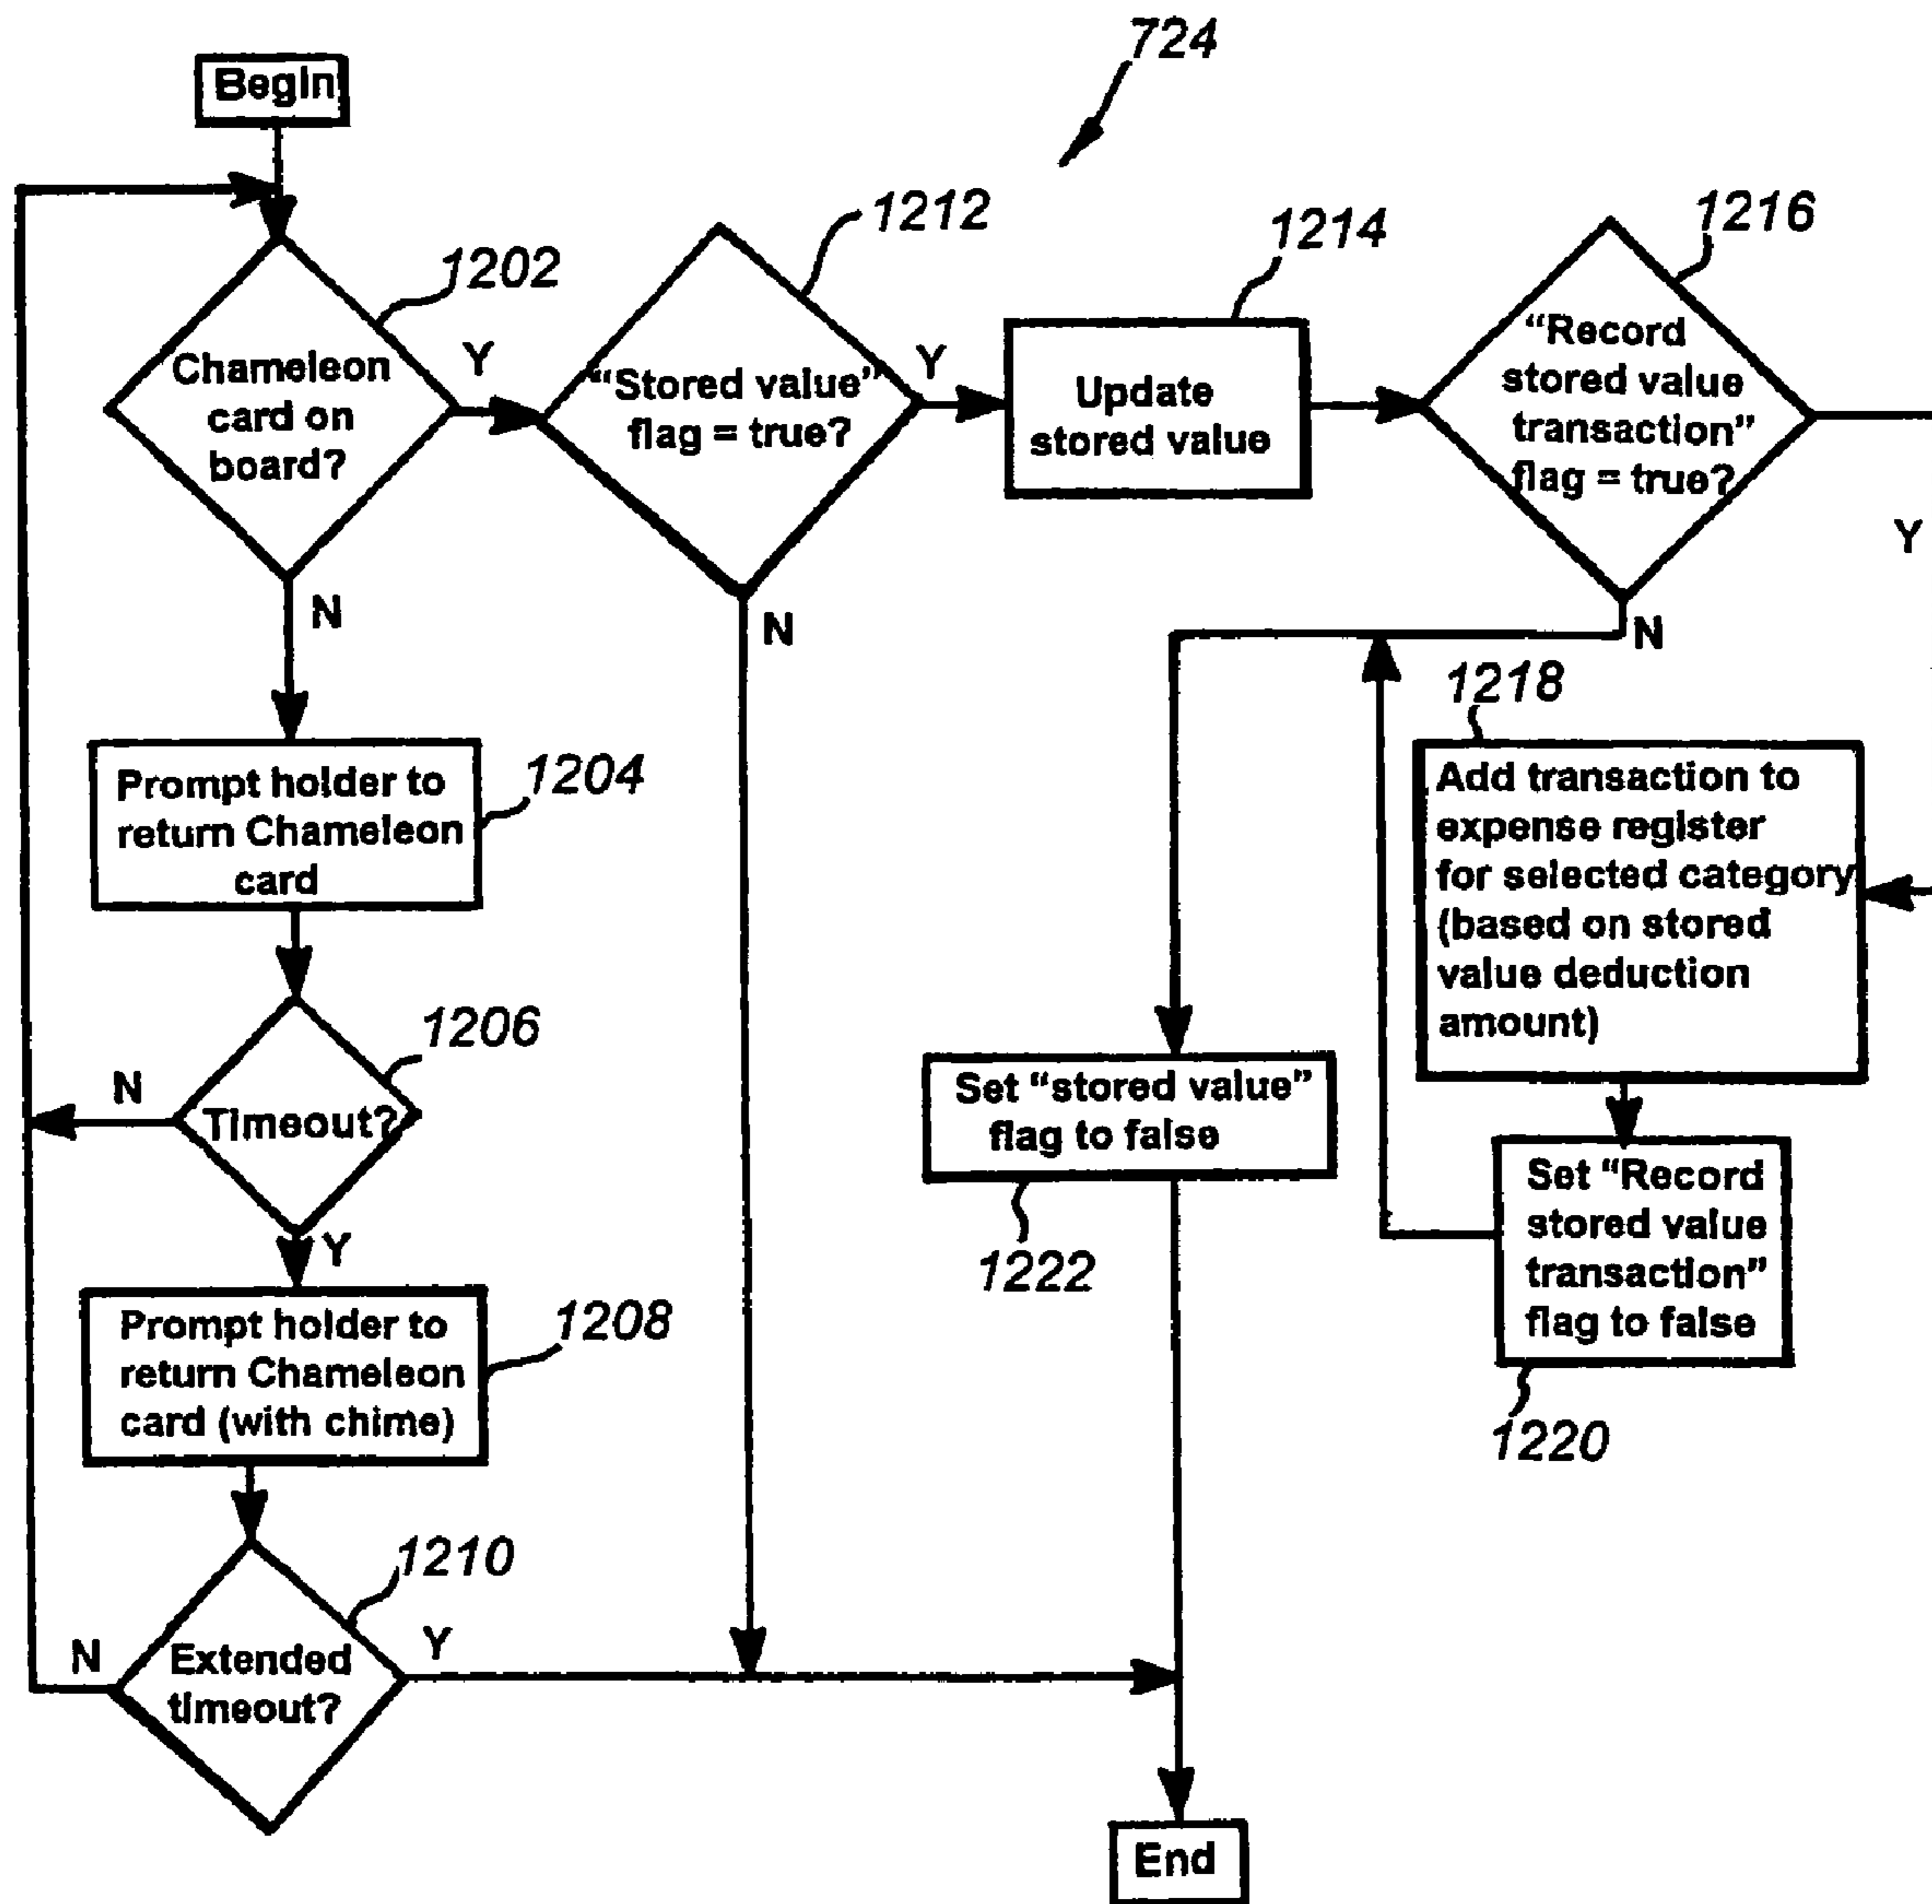 724
Begin
1202
Chameleon
card on
board?
Y
N
1212
"Stored value"
flag = true?
Y
N
1214
Update
stored value
1216
"Record
stored value
transaction"
flag = true?
Y
N
1204
Prompt holder to
return Chameleon
card
1206
Timeout?
N
Y
1208
Prompt holder to
return Chameleon
card (with chime)
1210
Extended
timeout?
N
Y
1218
Add transaction to
expense register
for selected category
(based on stored
value deduction
amount)
1220
Set "Record
stored value
transaction"
flag to false
1222
Set "stored value"
flag to false
End